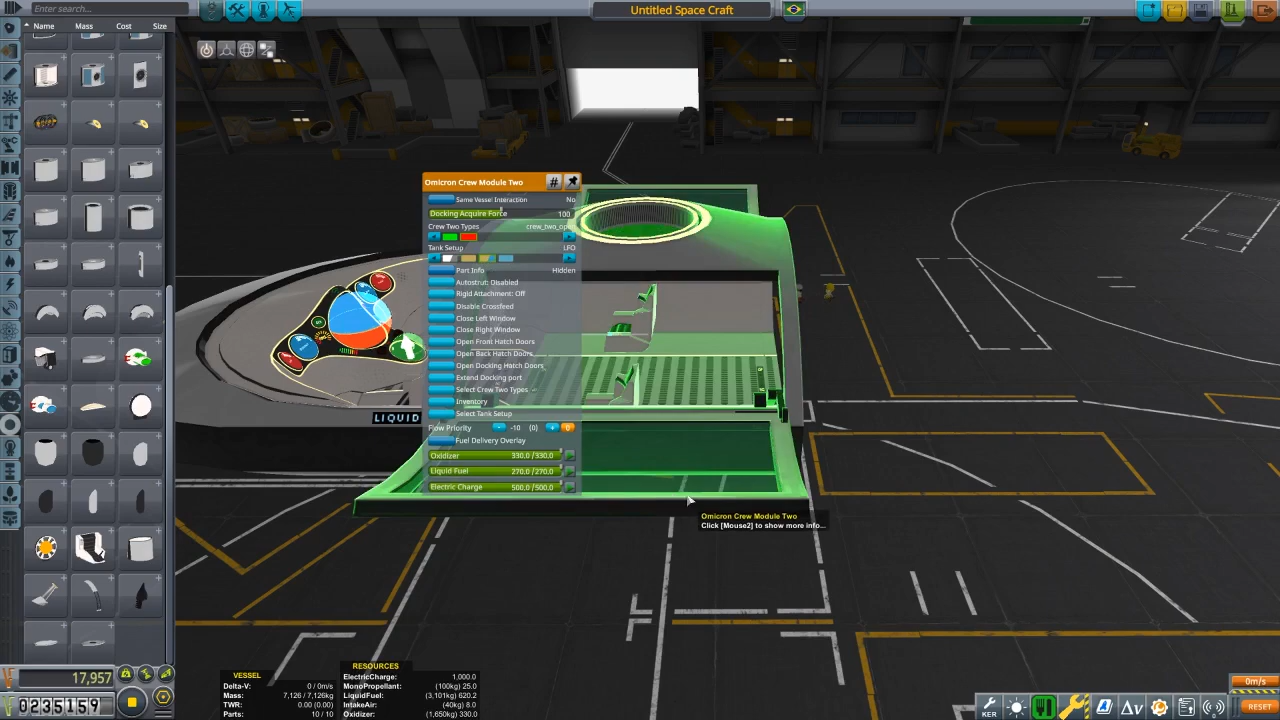 Enter search...
Untitled Space Craft
Name Mass Cost Size
Omicron Crew Module Two #
Same Vessel Interaction No
Docking Acquire Force 100
Crew Two Types crew_two_open
Tank Setup LFO
Part Info Hidden
Autostrut: Disabled
Rigid Attachment: Off
Disable Crossfeed
Close Left Window
Close Right Window
Open Front Hatch Doors
Open Back Hatch Doors
Open Docking Hatch Doors
Extend Docking port
Select Crew Two Types
Inventory
Select Tank Setup
Flow Priority - -10 (0) + 0
Fuel Delivery Overlay
Oxidizer 330.0 /330.0
Liquid Fuel 270.0 /270.0
Electric Charge 500.0 /500.0
LIQUID
Omicron Crew Module Two
Click [Mouse2] to show more info...
17,957
0235159
VESSEL
Delta-V: 0 / 0m/s
Mass: 7,126 / 7,126kg
TWR: 0.00 (0.00)
Parts: 10 / 10
RESOURCES
ElectricCharge: 1,000.0
MonoPropellant: (100kg) 25.0
LiquidFuel: (3,101kg) 620.2
IntakeAir: (40kg) 8.0
Oxidizer: (1,650kg) 330.0
0m/s
KER Δv RESET